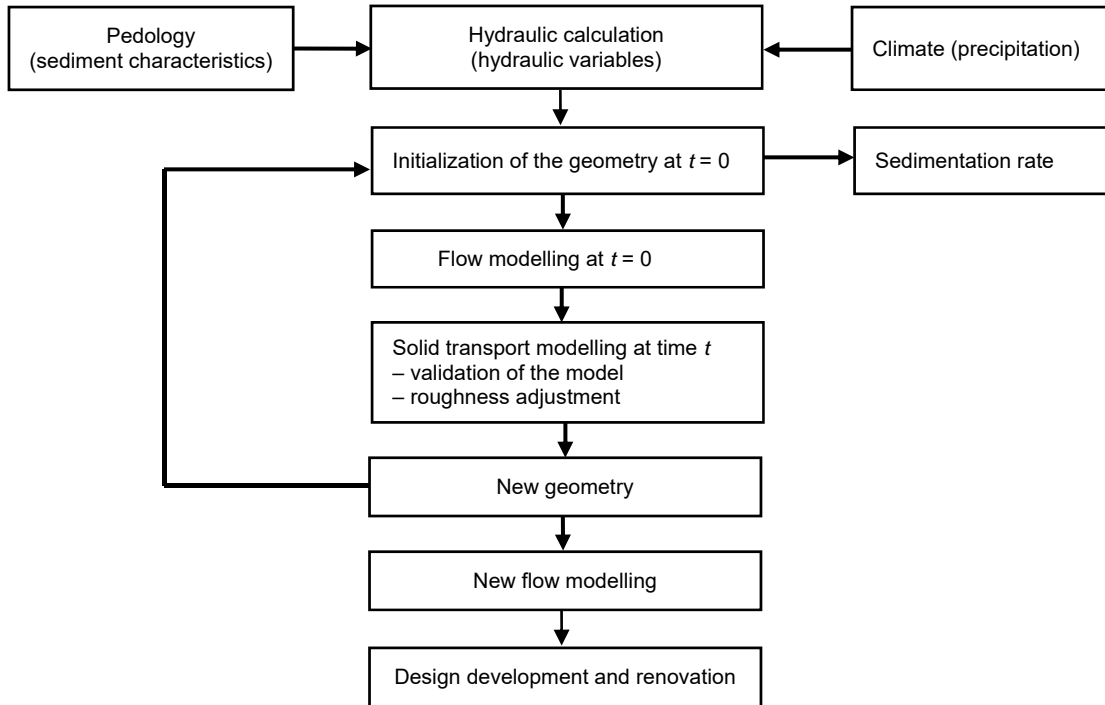 Pedology
(sediment characteristics)
Hydraulic calculation
(hydraulic variables)
Climate (precipitation)
Initialization of the geometry at t = 0
Sedimentation rate
Flow modelling at t = 0
Solid transport modelling at time t
– validation of the model
– roughness adjustment
New geometry
New flow modelling
Design development and renovation